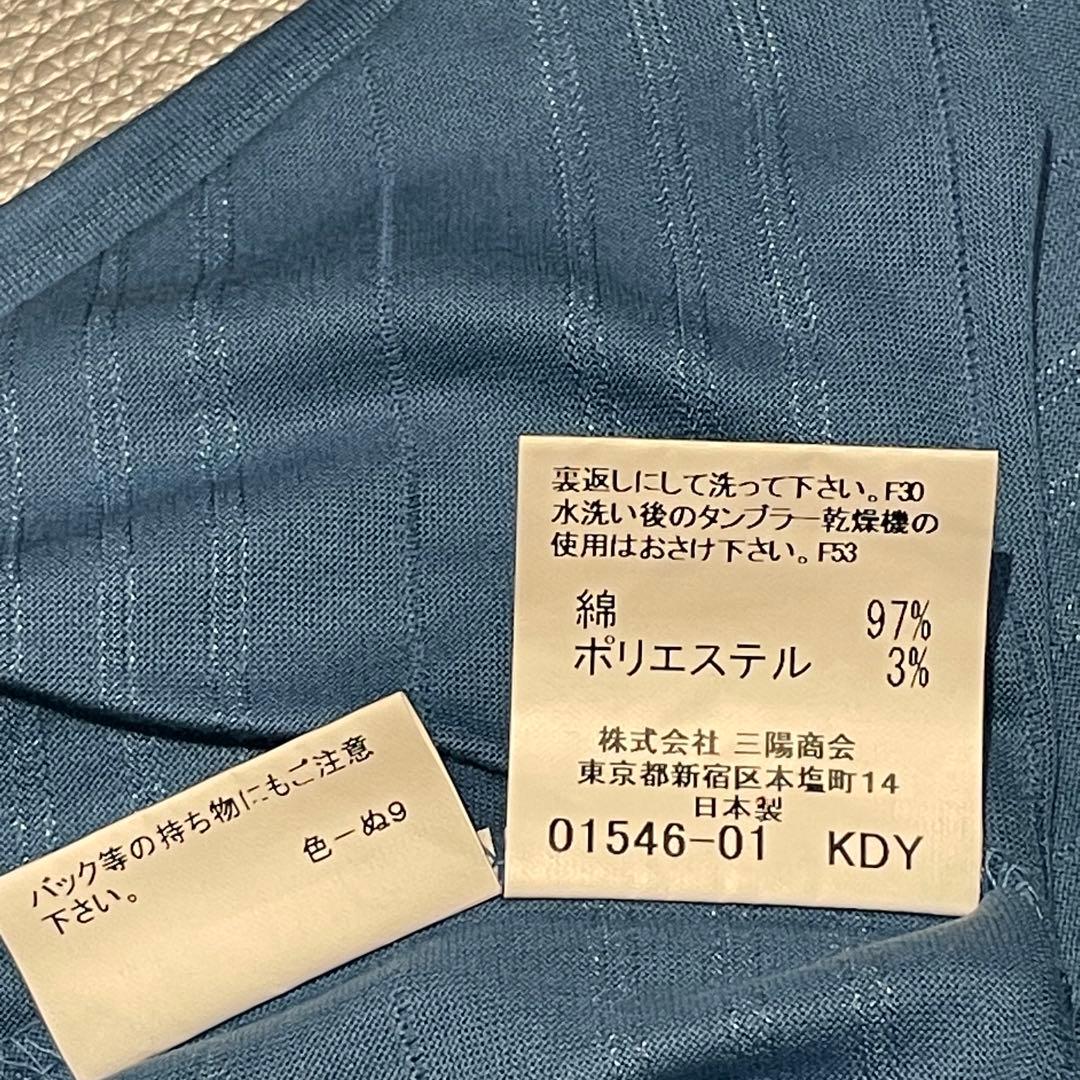 裏返しにして洗って下さい。F30
水洗い後のタンブラー乾燥機の
使用はおさけ下さい。F53
綿 97%
ポリエステル 3%
株式会社 三陽商会
東京都新宿区本塩町14
日本製
01546-01 KDY
バック等の持ち物にもご注意
下さい。 色－ぬ9